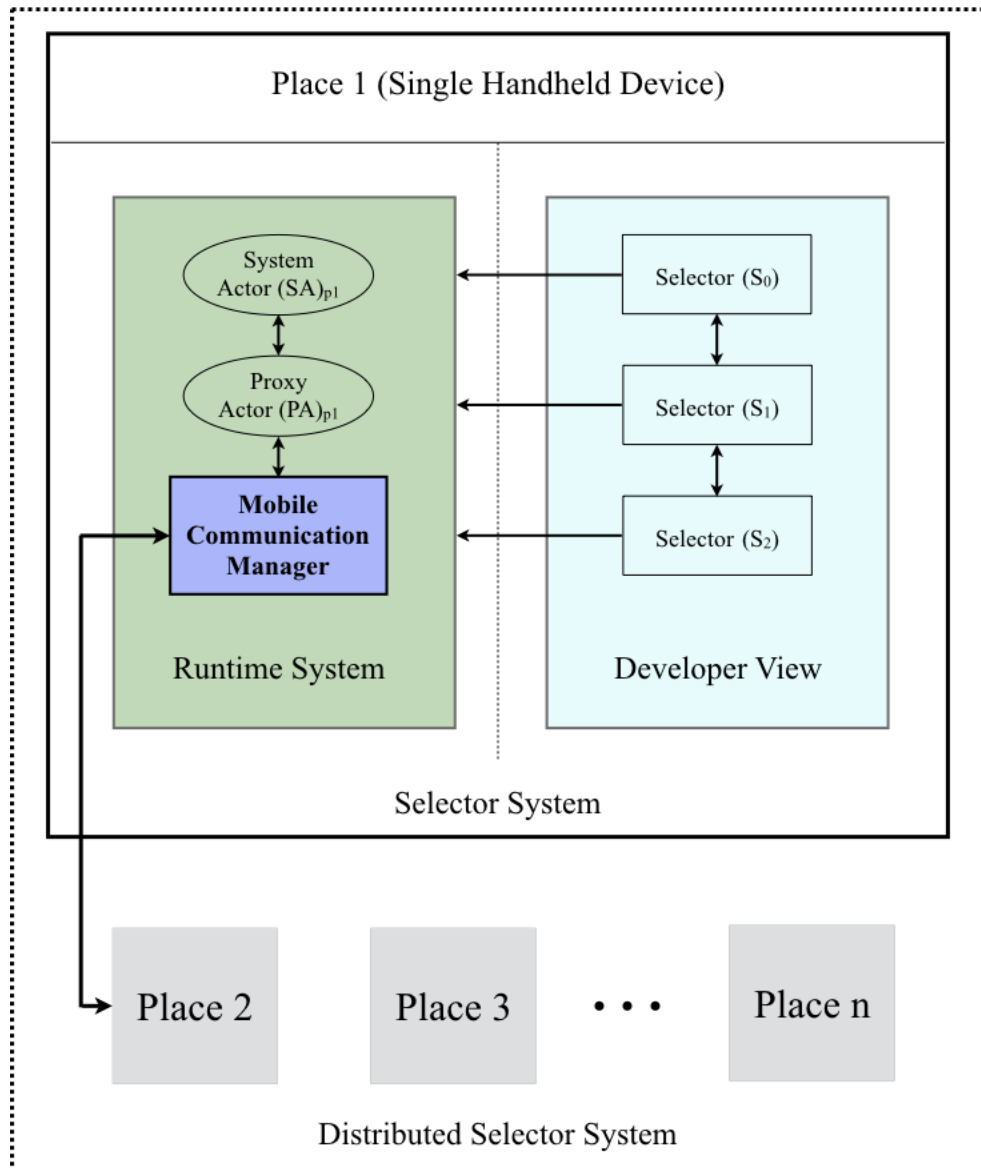 Place 1 (Single Handheld Device)
System
Actor (SA)p1
Proxy
Actor (PA)p1
Mobile
Communication
Manager
Runtime System
Selector (S0)
Selector (S1)
Selector (S2)
Developer View
Selector System
Place 2
Place 3
• • •
Place n
Distributed Selector System